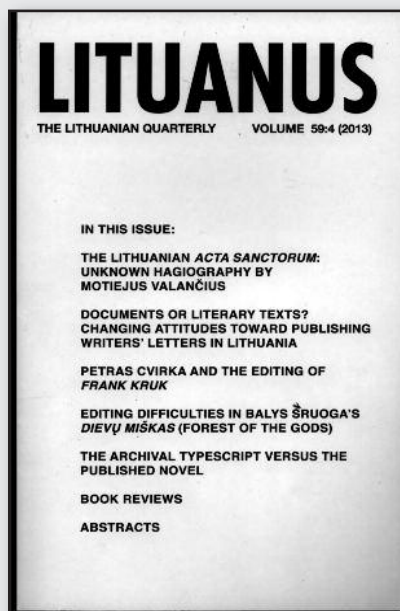 LITUANUS
THE LITHUANIAN QUARTERLY VOLUME 59:4 (2013)
IN THIS ISSUE:
THE LITHUANIAN ACTA SANCTORUM:
UNKNOWN HAGIOGRAPHY BY
MOTIEJUS VALANČIUS
DOCUMENTS OR LITERARY TEXTS?
CHANGING ATTITUDES TOWARD PUBLISHING
WRITERS' LETTERS IN LITHUANIA
PETRAS CVIRKA AND THE EDITING OF
FRANK KRUK
EDITING DIFFICULTIES IN BALYS ŠRUOGA'S
DIEVŲ MIŠKAS (FOREST OF THE GODS)
THE ARCHIVAL TYPESCRIPT VERSUS THE
PUBLISHED NOVEL
BOOK REVIEWS
ABSTRACTS